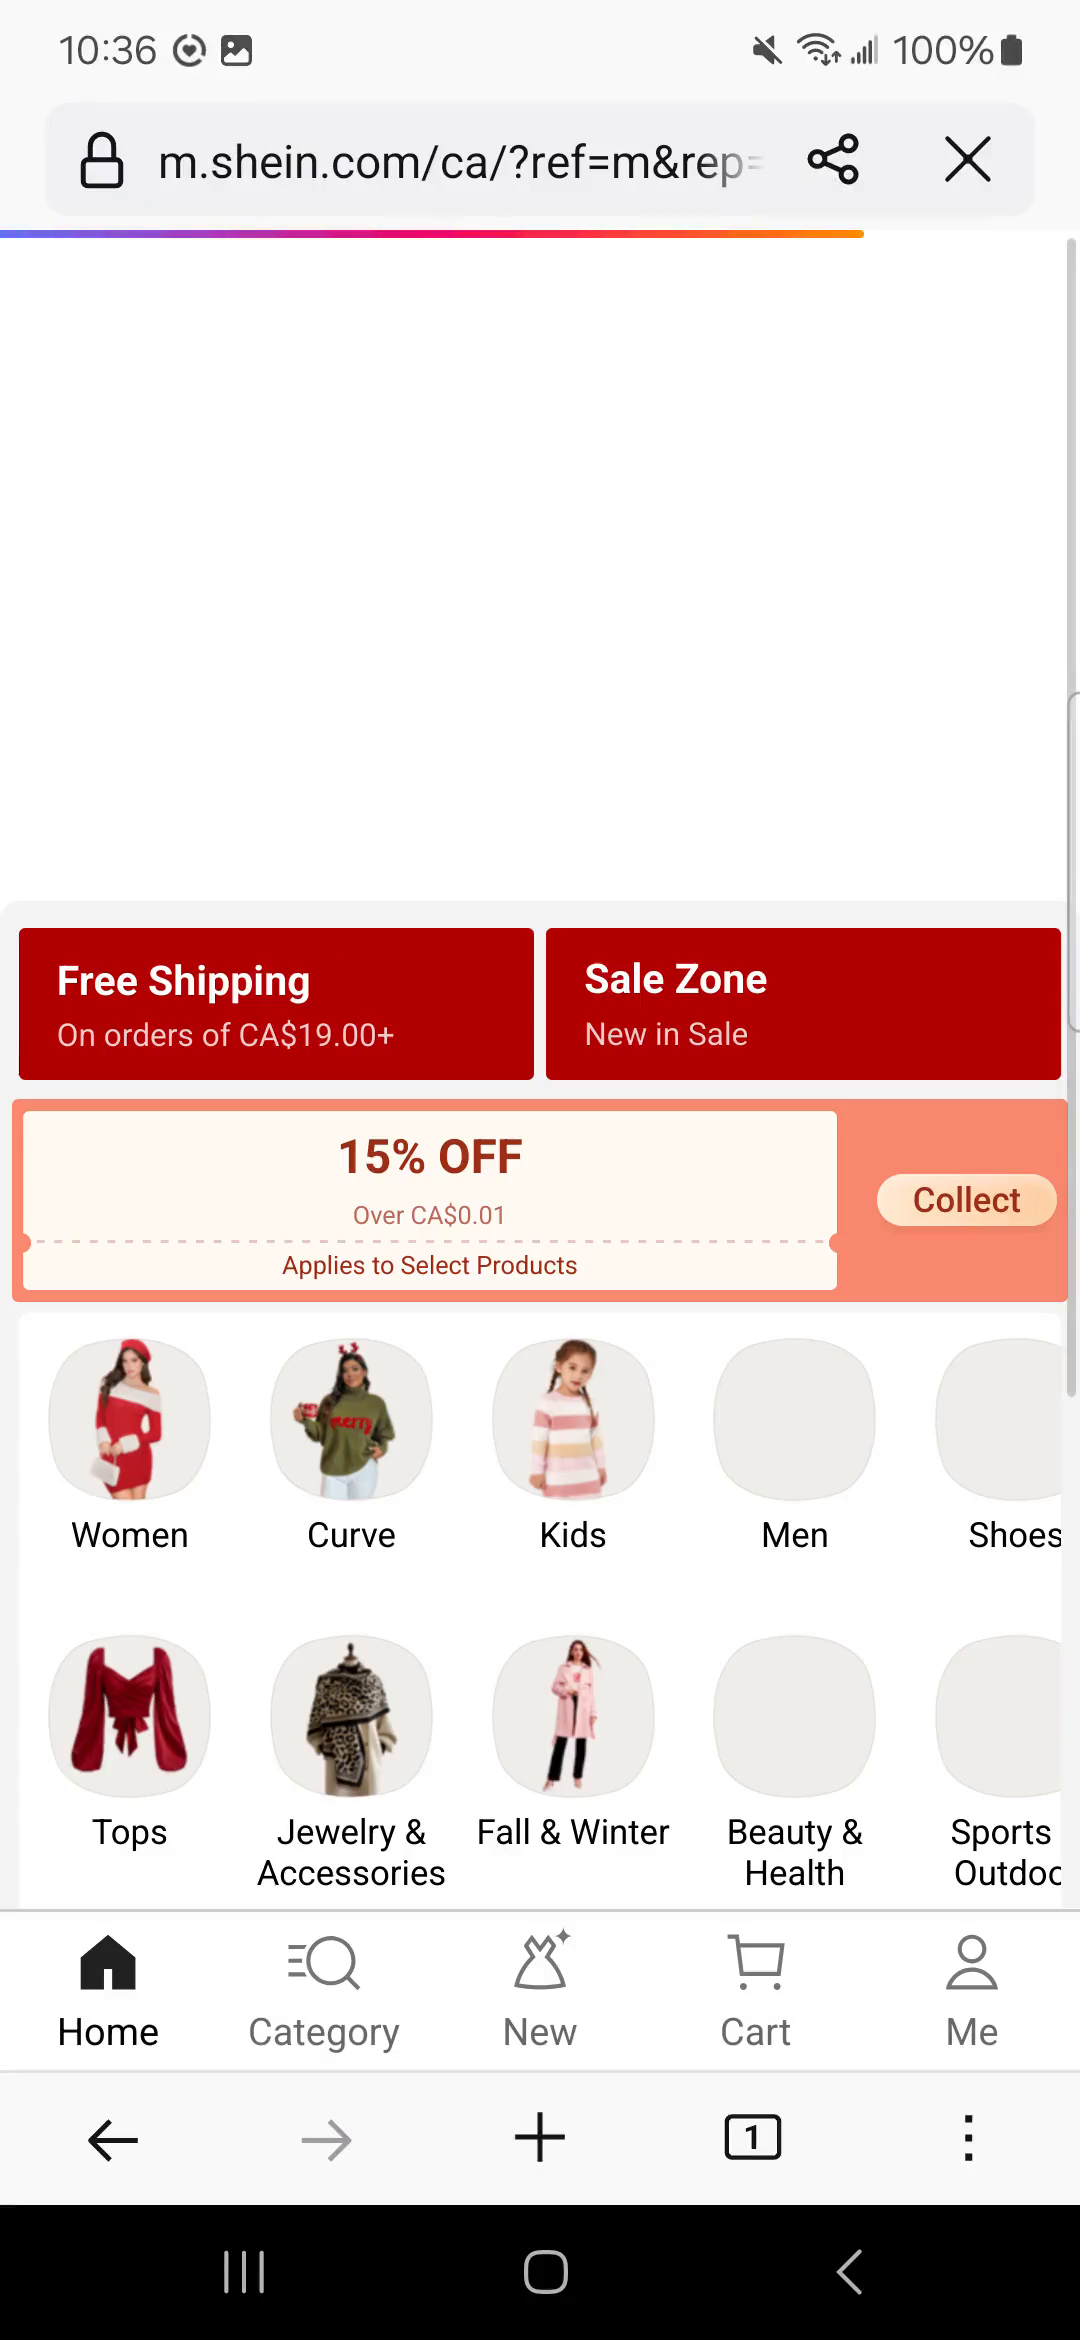 10:36
100%
m.shein.com/ca/?ref=m&rep=
Free Shipping
On orders of CA$19.00+
Sale Zone
New in Sale
15% OFF
Over CA$0.01
Applies to Select Products
Collect
merry
Women
Curve
Kids
Men
Shoes
Tops
Jewelry &
Accessories
Fall & Winter
Beauty &
Health
Sports
Outdoo
Home
Category
New
Cart
Me
1